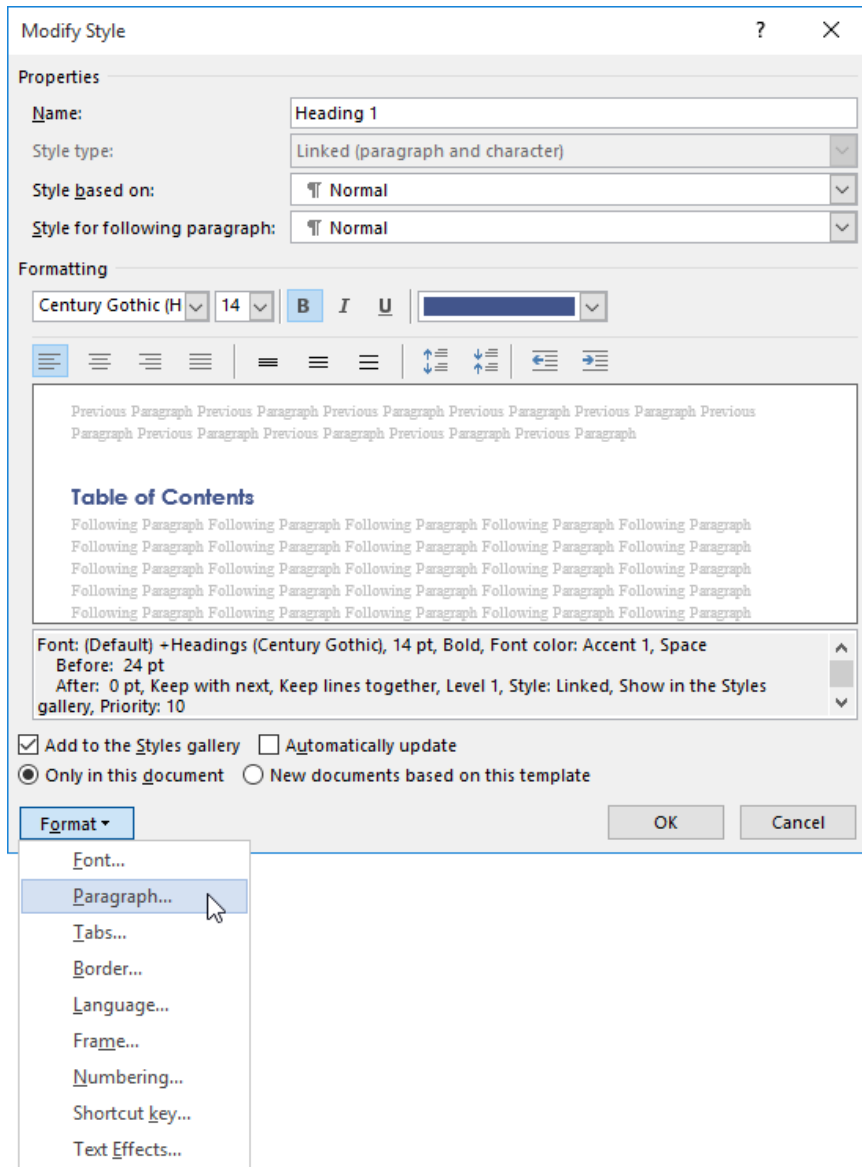 Modify Style ?
Properties
Name: Heading 1
Style type: Linked (paragraph and character)
Style based on: ¶ Normal
Style for following paragraph: ¶ Normal
Formatting
Century Gothic (H 14 B I U
Previous Paragraph Previous Paragraph Previous Paragraph Previous Paragraph Previous Paragraph Previous
Paragraph Previous Paragraph Previous Paragraph Previous Paragraph Previous Paragraph
Table of Contents
Following Paragraph Following Paragraph Following Paragraph Following Paragraph Following Paragraph
Following Paragraph Following Paragraph Following Paragraph Following Paragraph Following Paragraph
Following Paragraph Following Paragraph Following Paragraph Following Paragraph Following Paragraph
Following Paragraph Following Paragraph Following Paragraph Following Paragraph Following Paragraph
Following Paragraph Following Paragraph Following Paragraph Following Paragraph Following Paragraph
Font: (Default) +Headings (Century Gothic), 14 pt, Bold, Font color: Accent 1, Space
Before: 24 pt
After: 0 pt, Keep with next, Keep lines together, Level 1, Style: Linked, Show in the Styles
gallery, Priority: 10
Add to the Styles gallery Automatically update
Only in this document New documents based on this template
Format OK Cancel
Font...
Paragraph...
Tabs...
Border...
Language...
Frame...
Numbering...
Shortcut key...
Text Effects...